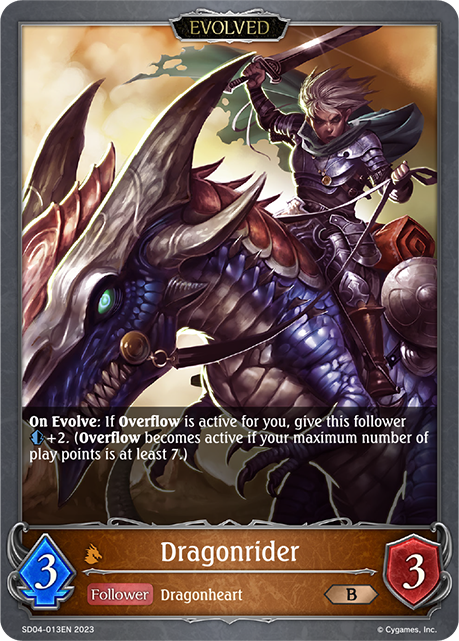 EVOLVED
On Evolve: If Overflow is active for you, give this follower
+2. (Overflow becomes active if your maximum number of
play points is at least 7.)
Dragonrider
3
Follower Dragonheart
B
3
SD04-013EN 2023
© Cygames, Inc.